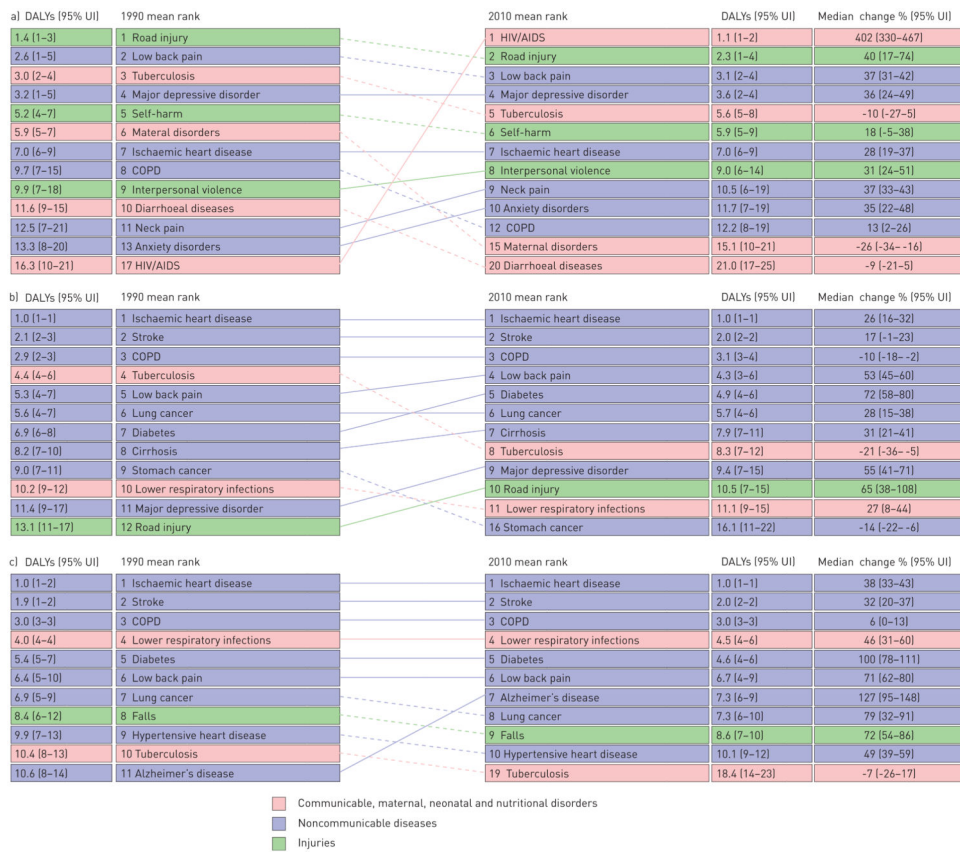 a) DALYs (95% UI) 1990 mean rank 2010 mean rank DALYs (95% UI) Median change % (95% UI)
1.4 (1–3) 1 Road injury 1 HIV/AIDS 1.1 (1–2) 402 (330–467)
2.6 (1–5) 2 Low back pain 2 Road injury 2.3 (1–4) 40 (17–74)
3.0 (2–4) 3 Tuberculosis 3 Low back pain 3.1 (2–4) 37 (31–42)
3.2 (1–5) 4 Major depressive disorder 4 Major depressive disorder 3.6 (2–4) 36 (24–49)
5.2 (4–7) 5 Self-harm 5 Tuberculosis 5.6 (5–8) -10 (-27–5)
5.9 (5–7) 6 Materal disorders 6 Self-harm 5.9 (5–9) 18 (-5–38)
7.0 (6–9) 7 Ischaemic heart disease 7 Ischaemic heart disease 7.0 (6–9) 28 (19–37)
9.7 (7–15) 8 COPD 8 Interpersonal violence 9.0 (6–14) 31 (24–51)
9.9 (7–18) 9 Interpersonal violence 9 Neck pain 10.5 (6–19) 37 (33–43)
11.6 (9–15) 10 Diarrhoeal diseases 10 Anxiety disorders 11.7 (7–19) 35 (22–48)
12.5 (7–21) 11 Neck pain 12 COPD 12.2 (8–19) 13 (2–26)
13.3 (8–20) 13 Anxiety disorders 15 Maternal disorders 15.1 (10–21) -26 (-34– -16)
16.3 (10–21) 17 HIV/AIDS 20 Diarrhoeal diseases 21.0 (17–25) -9 (-21–5)
b) DALYs (95% UI) 1990 mean rank 2010 mean rank DALYs (95% UI) Median change % (95% UI)
1.0 (1–1) 1 Ischaemic heart disease 1 Ischaemic heart disease 1.0 (1–1) 26 (16–32)
2.1 (2–3) 2 Stroke 2 Stroke 2.0 (2–2) 17 (-1–23)
2.9 (2–3) 3 COPD 3 COPD 3.1 (3–4) -10 (-18– -2)
4.4 (4–6) 4 Tuberculosis 4 Low back pain 4.3 (3–6) 53 (45–60)
5.3 (4–7) 5 Low back pain 5 Diabetes 4.9 (4–6) 72 (58–80)
5.6 (4–7) 6 Lung cancer 6 Lung cancer 5.7 (4–6) 28 (15–38)
6.9 (6–8) 7 Diabetes 7 Cirrhosis 7.9 (7–11) 31 (21–41)
8.2 (7–10) 8 Cirrhosis 8 Tuberculosis 8.3 (7–12) -21 (-36– -5)
9.0 (7–11) 9 Stomach cancer 9 Major depressive disorder 9.4 (7–15) 55 (41–71)
10.2 (9–12) 10 Lower respiratory infections 10 Road injury 10.5 (7–15) 65 (38–108)
11.4 (9–17) 11 Major depressive disorder 11 Lower respiratory infections 11.1 (9–15) 27 (8–44)
13.1 (11–17) 12 Road injury 16 Stomach cancer 16.1 (11–22) -14 (-22– -6)
c) DALYs (95% UI) 1990 mean rank 2010 mean rank DALYs (95% UI) Median change % (95% UI)
1.0 (1–2) 1 Ischaemic heart disease 1 Ischaemic heart disease 1.0 (1–1) 38 (33–43)
1.9 (1–2) 2 Stroke 2 Stroke 2.0 (2–2) 32 (20–37)
3.0 (3–3) 3 COPD 3 COPD 3.0 (3–3) 6 (0–13)
4.0 (4–4) 4 Lower respiratory infections 4 Lower respiratory infections 4.5 (4–6) 46 (31–60)
5.4 (5–7) 5 Diabetes 5 Diabetes 4.6 (4–6) 100 (78–111)
6.4 (5–10) 6 Low back pain 6 Low back pain 6.7 (4–9) 71 (62–80)
6.9 (5–9) 7 Lung cancer 7 Alzheimer's disease 7.3 (6–9) 127 (95–148)
8.4 (6–12) 8 Falls 8 Lung cancer 7.3 (6–10) 79 (32–91)
9.9 (7–13) 9 Hypertensive heart disease 9 Falls 8.6 (7–10) 72 (54–86)
10.4 (8–13) 10 Tuberculosis 10 Hypertensive heart disease 10.1 (9–12) 49 (39–59)
10.6 (8–14) 11 Alzheimer's disease 19 Tuberculosis 18.4 (14–23) -7 (-26–17)
Communicable, maternal, neonatal and nutritional disorders
Noncommunicable diseases
Injuries